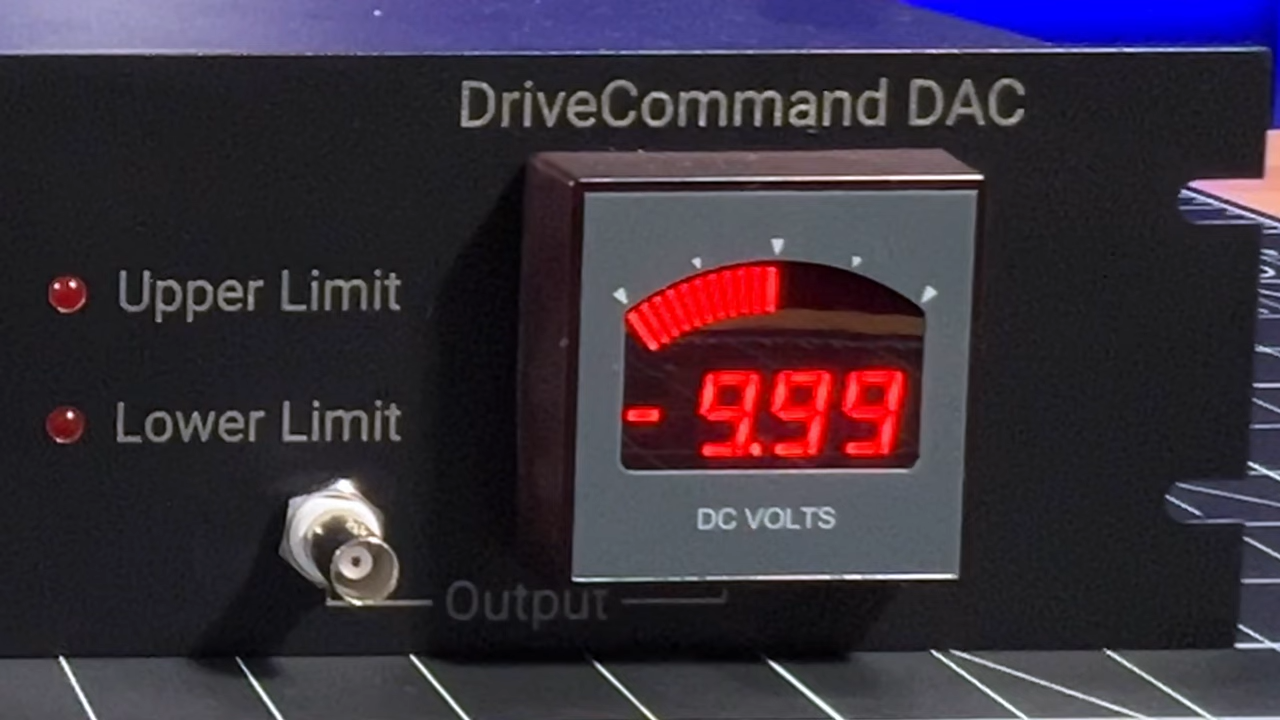 DriveCommand DAC
Upper Limit
Lower Limit
-9.99
DC VOLTS
Output